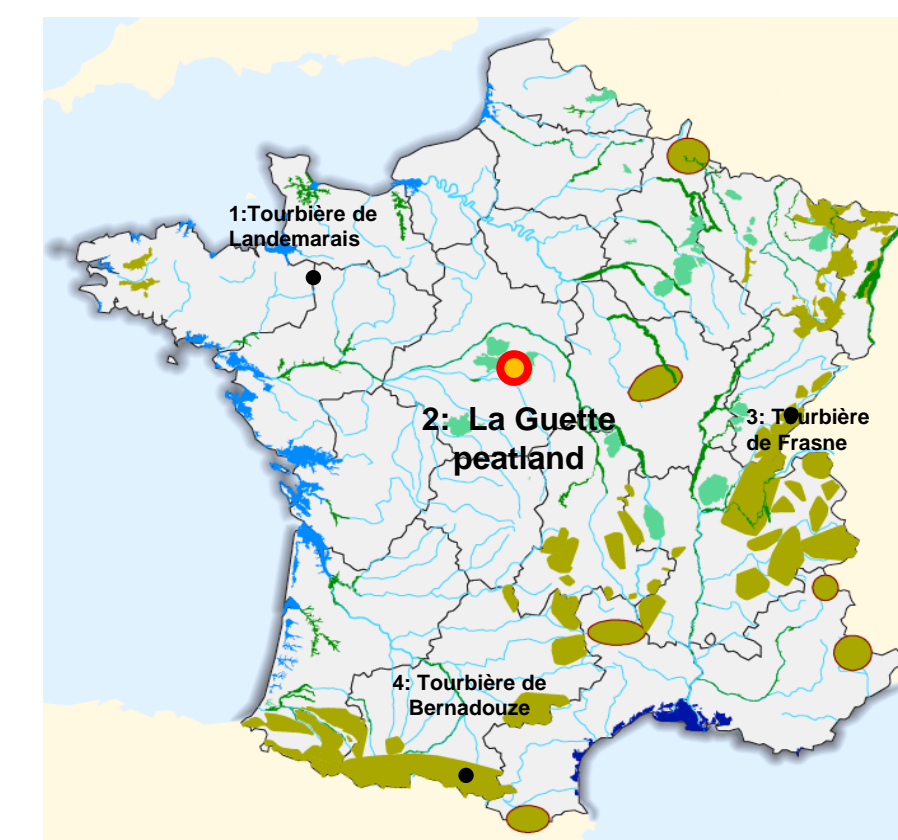 1:Tourbière de
Landemarais
2:  La Guette
peatland
3: Tourbière
de Frasne
4: Tourbière de
Bernadouze